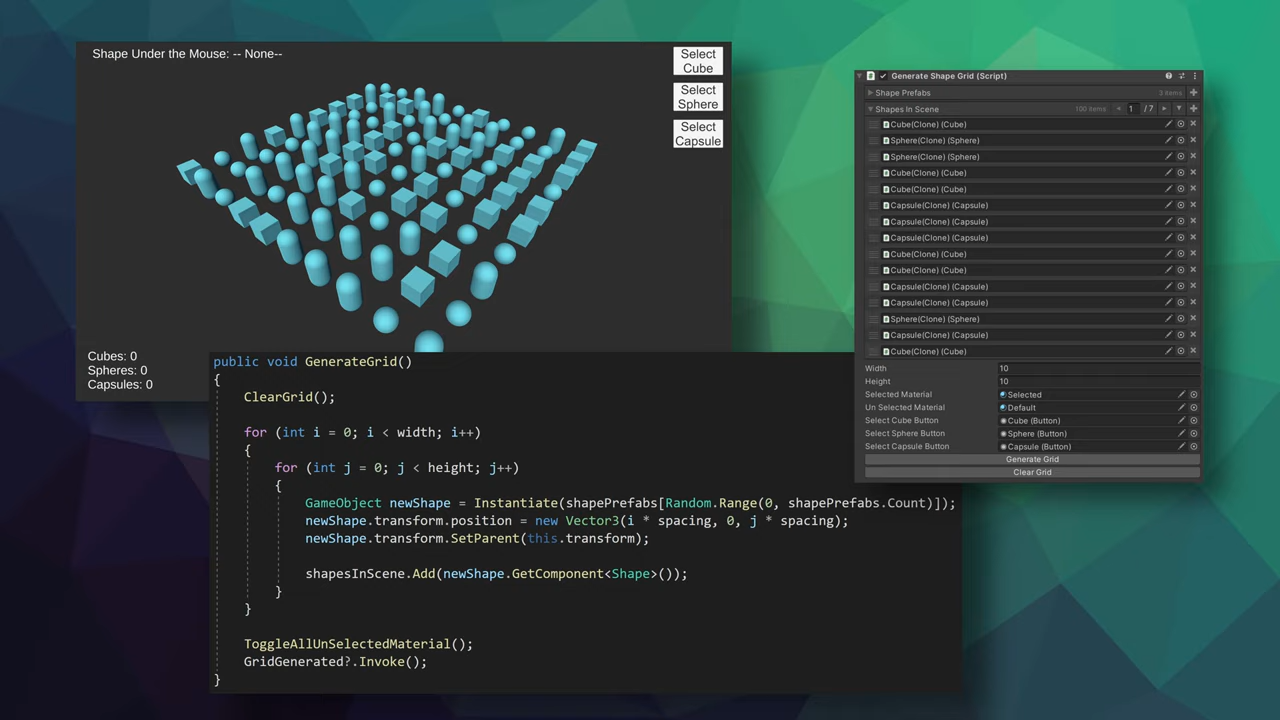 Shape Under the Mouse: -- None--
Select
Cube
Select
Sphere
Select
Capsule
Cubes: 0
Spheres: 0
Capsules: 0
Generate Shape Grid (Script)
Shape Prefabs 3 items
Shapes In Scene 100 items 1 / 7
Cube(Clone) (Cube)
Sphere(Clone) (Sphere)
Sphere(Clone) (Sphere)
Cube(Clone) (Cube)
Cube(Clone) (Cube)
Capsule(Clone) (Capsule)
Capsule(Clone) (Capsule)
Capsule(Clone) (Capsule)
Cube(Clone) (Cube)
Cube(Clone) (Cube)
Capsule(Clone) (Capsule)
Capsule(Clone) (Capsule)
Sphere(Clone) (Sphere)
Capsule(Clone) (Capsule)
Cube(Clone) (Cube)
Width 10
Height 10
Selected Material Selected
Un Selected Material Default
Select Cube Button Cube (Button)
Select Sphere Button Sphere (Button)
Select Capsule Button Capsule (Button)
Generate Grid
Clear Grid
public void GenerateGrid()
{
ClearGrid();
for (int i = 0; i < width; i++)
{
for (int j = 0; j < height; j++)
{
GameObject newShape = Instantiate(shapePrefabs[Random.Range(0, shapePrefabs.Count)]);
newShape.transform.position = new Vector3(i * spacing, 0, j * spacing);
newShape.transform.SetParent(this.transform);
shapesInScene.Add(newShape.GetComponent<Shape>());
}
}
ToggleAllUnSelectedMaterial();
GridGenerated?.Invoke();
}